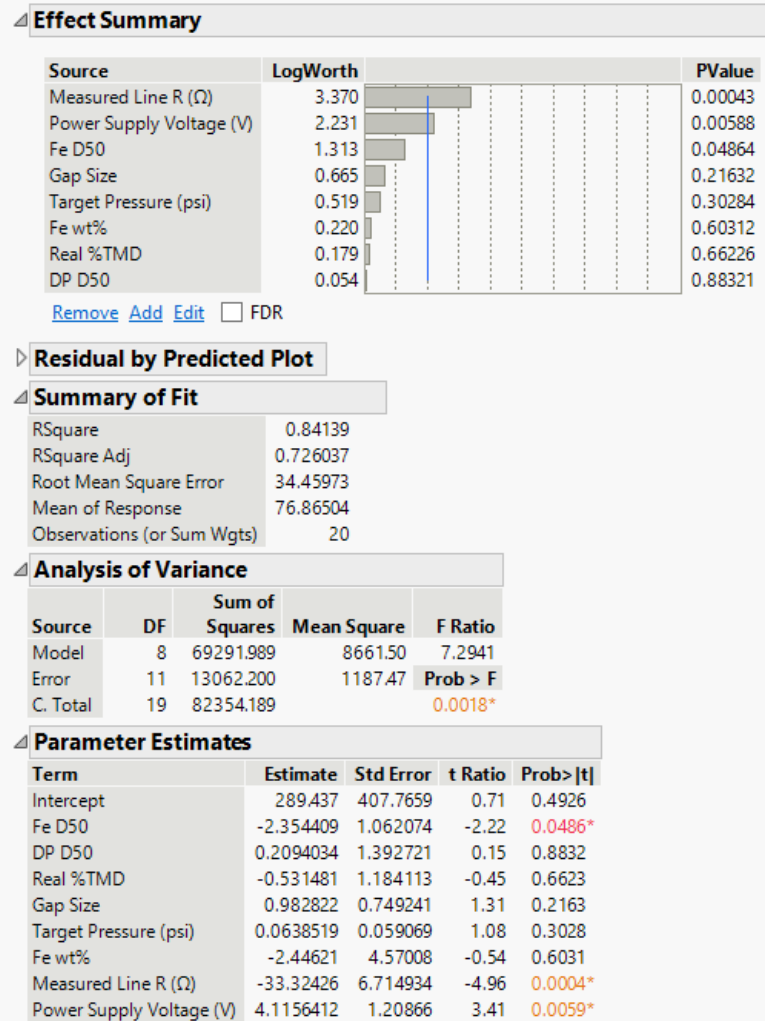 Effect Summary
Source LogWorth PValue
Measured Line R (Ω) 3.370 0.00043
Power Supply Voltage (V) 2.231 0.00588
Fe D50 1.313 0.04864
Gap Size 0.665 0.21632
Target Pressure (psi) 0.519 0.30284
Fe wt% 0.220 0.60312
Real %TMD 0.179 0.66226
DP D50 0.054 0.88321
Remove Add Edit FDR
Residual by Predicted Plot
Summary of Fit
RSquare 0.84139
RSquare Adj 0.726037
Root Mean Square Error 34.45973
Mean of Response 76.86504
Observations (or Sum Wgts) 20
Analysis of Variance
Sum of
Source DF Squares Mean Square F Ratio
Model 8 69291.989 8661.50 7.2941
Error 11 13062.200 1187.47 Prob > F
C. Total 19 82354.189 0.0018*
Parameter Estimates
Term Estimate Std Error t Ratio Prob>|t|
Intercept 289.437 407.7659 0.71 0.4926
Fe D50 -2.354409 1.062074 -2.22 0.0486*
DP D50 0.2094034 1.392721 0.15 0.8832
Real %TMD -0.531481 1.184113 -0.45 0.6623
Gap Size 0.982822 0.749241 1.31 0.2163
Target Pressure (psi) 0.0638519 0.059069 1.08 0.3028
Fe wt% -2.44621 4.57008 -0.54 0.6031
Measured Line R (Ω) -33.32426 6.714934 -4.96 0.0004*
Power Supply Voltage (V) 4.1156412 1.20866 3.41 0.0059*